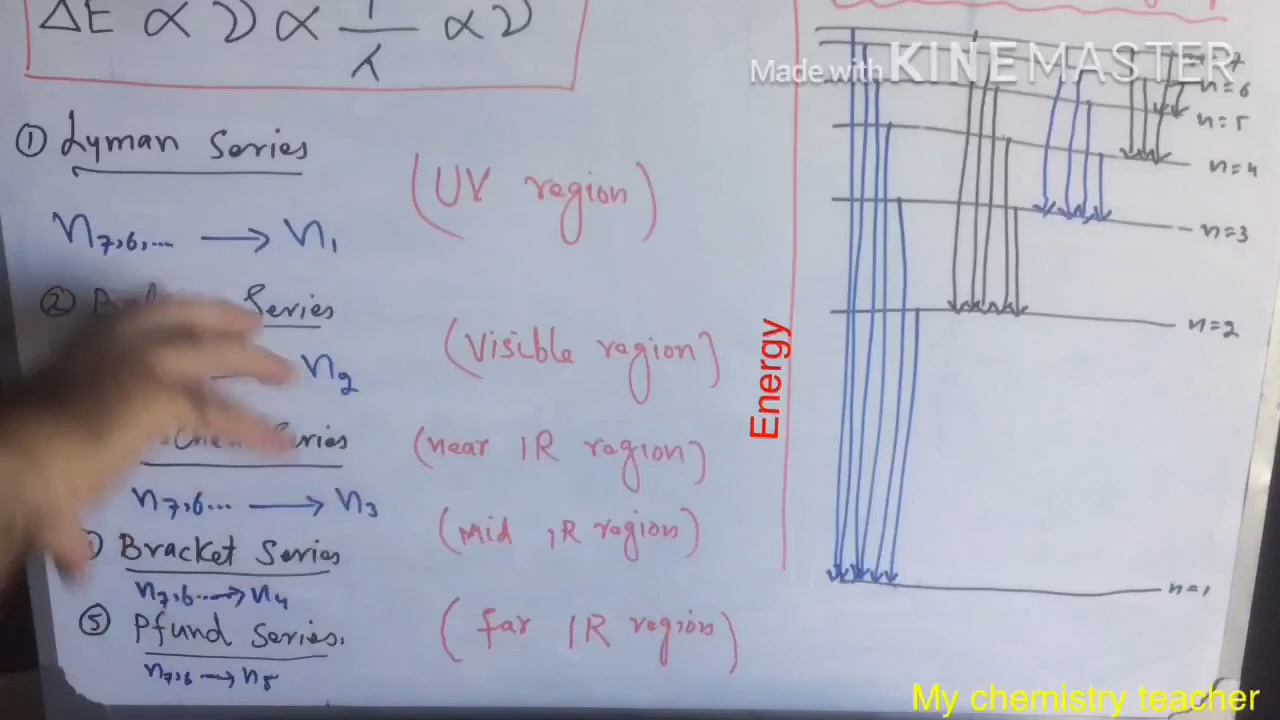 ΔE ∝ ν ∝ 1/λ ∝ ν
① Lyman Series
(UV region)
n7,6,... → n1
② Series
(Visible region)
n2
Series
(near IR region)
n7,6... → n3
Bracket Series
(Mid IR region)
n7,6... → n4
⑤ Pfund Series.
(far IR region)
n7,6 → n5
Made with KINEMASTER
n=6
n=5
n=4
n=3
n=2
n=1
Energy
My chemistry teacher